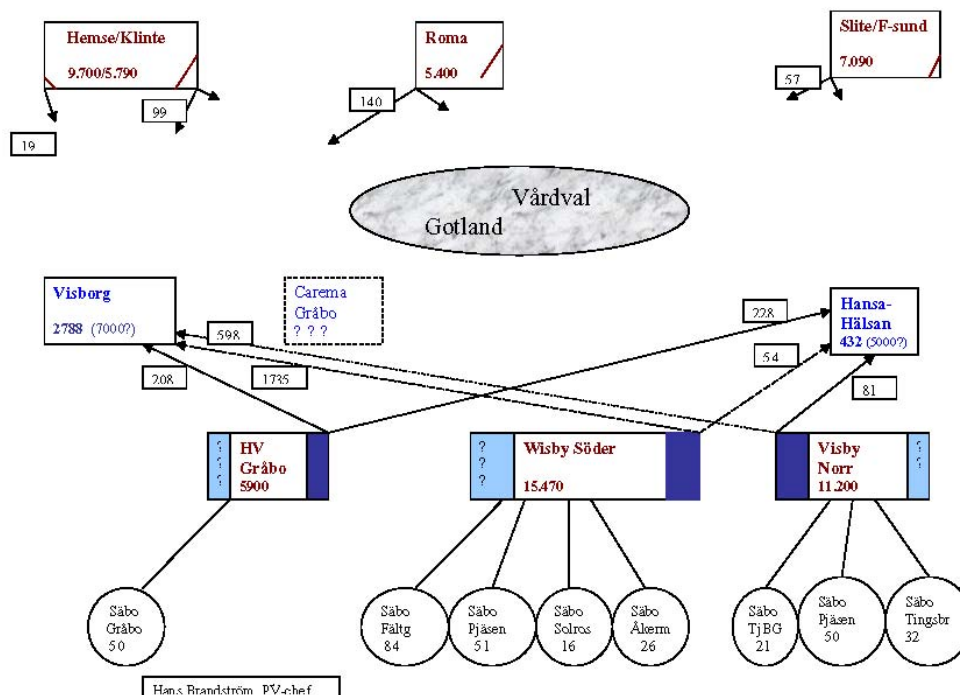 Hemse/Klinte
9.700/5.790
Roma
5.400
Slite/F-sund
7.090
19
99
140
57
Vårdval
Gotland
Visborg
2788 (7000?)
Carema
Gråbo
? ? ?
Hansa-
Hälsan
432 (5000?)
598
228
208
1735
54
81
?
?
?
HV
Gråbo
5900
?
?
?
Wisby Söder
15.470
Visby
Norr
11.200
?
?
Säbo
Gråbo
50
Säbo
Fältg
84
Säbo
Pjäsen
51
Säbo
Solros
16
Säbo
Åkerm
26
Säbo
Tj BG
21
Säbo
Pjäsen
50
Säbo
Tingsbr
32
Hans Brandström, PV-chef